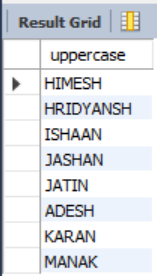 Result Grid
uppercase
HIMESH
HRIDYANSH
ISHAAN
JASHAN
JATIN
ADESH
KARAN
MANAK